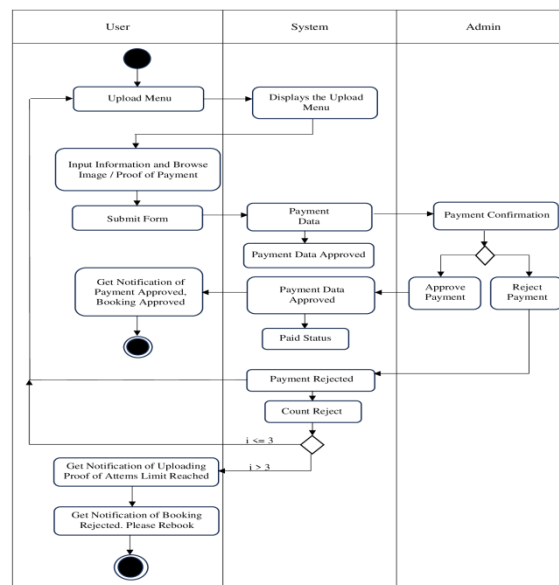 User
System
Admin
Upload Menu
Displays the Upload
Menu
Input Information and Browse
Image / Proof of Payment
Submit Form
Payment
Data
Payment Confirmation
Payment Data Approved
Get Notification of
Payment Approved,
Booking Approved
Payment Data
Approved
Approve
Payment
Reject
Payment
Paid Status
Payment Rejected
Count Reject
i <= 3
i > 3
Get Notification of Uploading
Proof of Attems Limit Reached
Get Notification of Booking
Rejected. Please Rebook